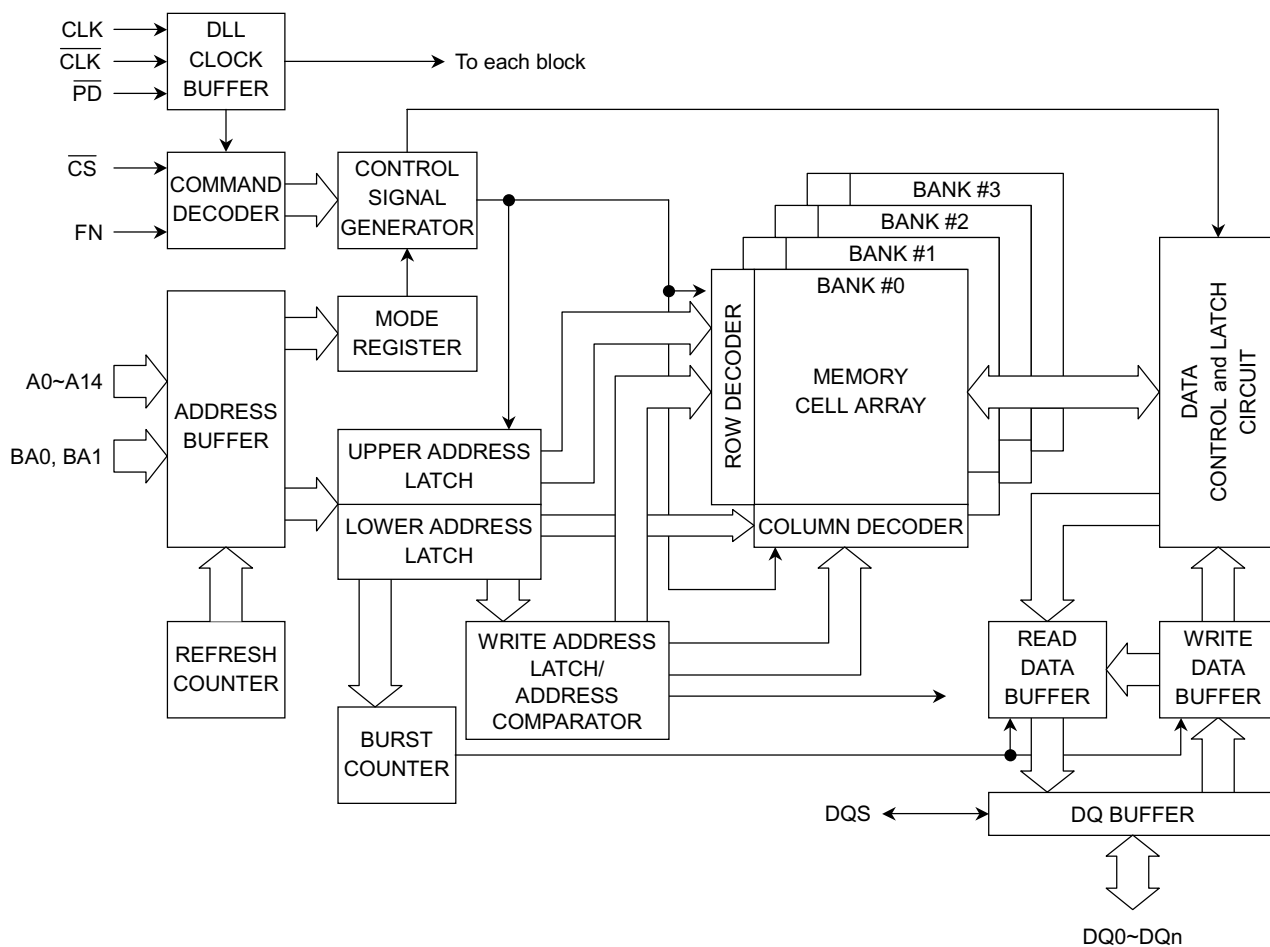 CLK
CLK
PD
DLL
CLOCK
BUFFER
To each block
CS
FN
COMMAND
DECODER
CONTROL
SIGNAL
GENERATOR
MODE
REGISTER
A0~A14
BA0, BA1
ADDRESS
BUFFER
UPPER ADDRESS
LATCH
LOWER ADDRESS
LATCH
REFRESH
COUNTER
WRITE ADDRESS
LATCH/
ADDRESS
COMPARATOR
BURST
COUNTER
BANK #3
BANK #2
BANK #1
BANK #0
ROW DECODER
MEMORY
CELL ARRAY
COLUMN DECODER
DATA
CONTROL and LATCH
CIRCUIT
READ
DATA
BUFFER
WRITE
DATA
BUFFER
DQS
DQ BUFFER
DQ0~DQn